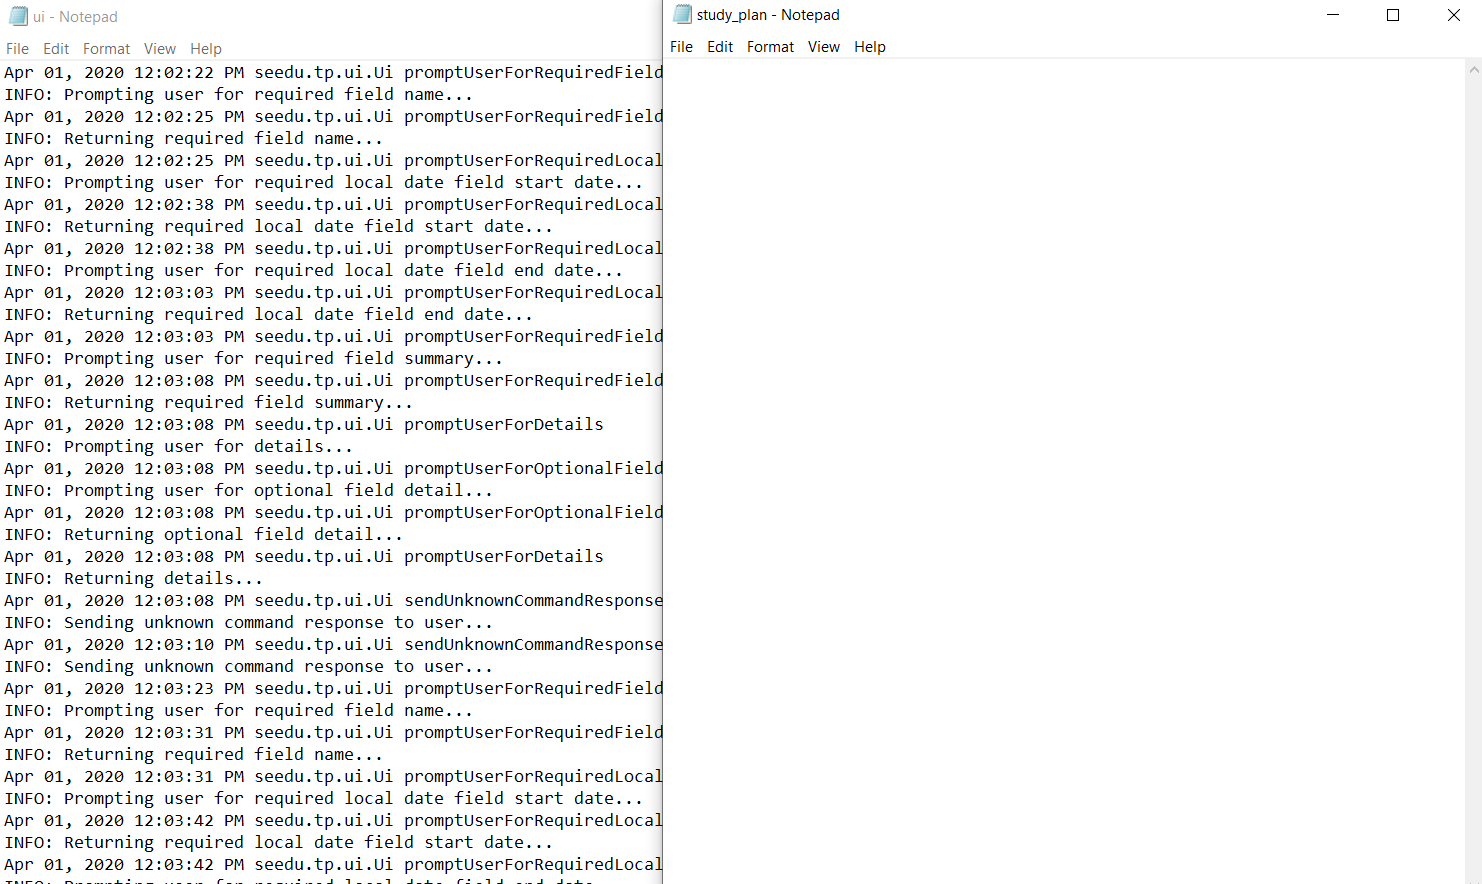 ui - Notepad
File Edit Format View Help
Apr 01, 2020 12:02:22 PM seedu.tp.ui.Ui promptUserForRequiredField
INFO: Prompting user for required field name...
Apr 01, 2020 12:02:25 PM seedu.tp.ui.Ui promptUserForRequiredField
INFO: Returning required field name...
Apr 01, 2020 12:02:25 PM seedu.tp.ui.Ui promptUserForRequiredLocal
INFO: Prompting user for required local date field start date...
Apr 01, 2020 12:02:38 PM seedu.tp.ui.Ui promptUserForRequiredLocal
INFO: Returning required local date field start date...
Apr 01, 2020 12:02:38 PM seedu.tp.ui.Ui promptUserForRequiredLocal
INFO: Prompting user for required local date field end date...
Apr 01, 2020 12:03:03 PM seedu.tp.ui.Ui promptUserForRequiredLocal
INFO: Returning required local date field end date...
Apr 01, 2020 12:03:03 PM seedu.tp.ui.Ui promptUserForRequiredField
INFO: Prompting user for required field summary...
Apr 01, 2020 12:03:08 PM seedu.tp.ui.Ui promptUserForRequiredField
INFO: Returning required field summary...
Apr 01, 2020 12:03:08 PM seedu.tp.ui.Ui promptUserForDetails
INFO: Prompting user for details...
Apr 01, 2020 12:03:08 PM seedu.tp.ui.Ui promptUserForOptionalField
INFO: Prompting user for optional field detail...
Apr 01, 2020 12:03:08 PM seedu.tp.ui.Ui promptUserForOptionalField
INFO: Returning optional field detail...
Apr 01, 2020 12:03:08 PM seedu.tp.ui.Ui promptUserForDetails
INFO: Returning details...
Apr 01, 2020 12:03:08 PM seedu.tp.ui.Ui sendUnknownCommandResponse
INFO: Sending unknown command response to user...
Apr 01, 2020 12:03:10 PM seedu.tp.ui.Ui sendUnknownCommandResponse
INFO: Sending unknown command response to user...
Apr 01, 2020 12:03:23 PM seedu.tp.ui.Ui promptUserForRequiredField
INFO: Prompting user for required field name...
Apr 01, 2020 12:03:31 PM seedu.tp.ui.Ui promptUserForRequiredField
INFO: Returning required field name...
Apr 01, 2020 12:03:31 PM seedu.tp.ui.Ui promptUserForRequiredLocal
INFO: Prompting user for required local date field start date...
Apr 01, 2020 12:03:42 PM seedu.tp.ui.Ui promptUserForRequiredLocal
INFO: Returning required local date field start date...
Apr 01, 2020 12:03:42 PM seedu.tp.ui.Ui promptUserForRequiredLocal
study_plan - Notepad
File Edit Format View Help